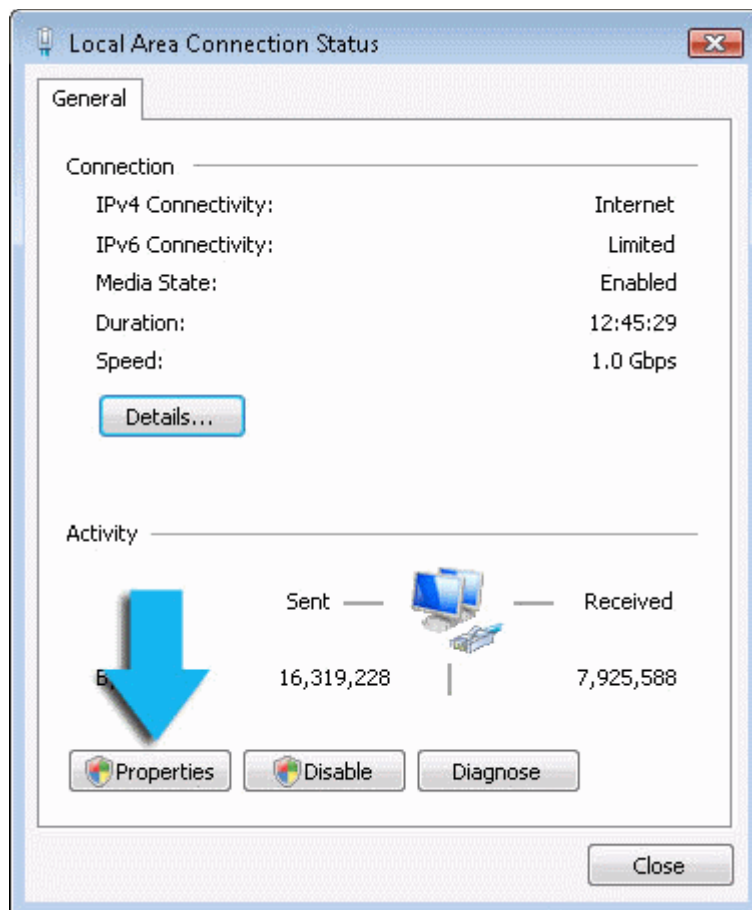 Local Area Connection Status
General
Connection
IPv4 Connectivity: Internet
IPv6 Connectivity: Limited
Media State: Enabled
Duration: 12:45:29
Speed: 1.0 Gbps
Details...
Activity
Sent Received
16,319,228 7,925,588
Properties Disable Diagnose
Close